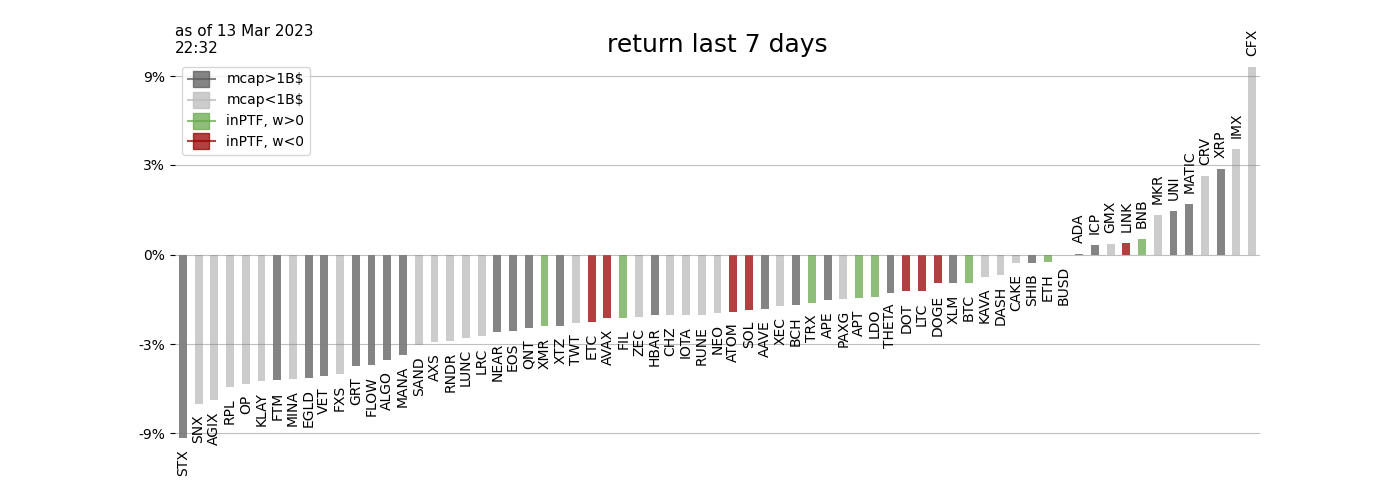 as of 13 Mar 2023
22:32
return last 7 days
mcap>1B$
mcap<1B$
inPTF, w>0
inPTF, w<0
9%
3%
0%
-3%
-9%
STX
SNX
AGIX
RPL
OP
KLAY
FTM
MINA
EGLD
VET
FXS
GRT
FLOW
ALGO
MANA
SAND
AXS
RNDR
LUNC
LRC
NEAR
EOS
QNT
XMR
XTZ
TWT
ETC
AVAX
FIL
ZEC
HBAR
CHZ
IOTA
RUNE
NEO
ATOM
SOL
AAVE
XEC
BCH
TRX
APE
PAXG
APT
LDO
THETA
DOT
LTC
DOGE
XLM
BTC
KAVA
DASH
CAKE
SHIB
ETH
BUSD
ADA
ICP
GMX
LINK
BNB
MKR
UNI
MATIC
CRV
XRP
IMX
CFX